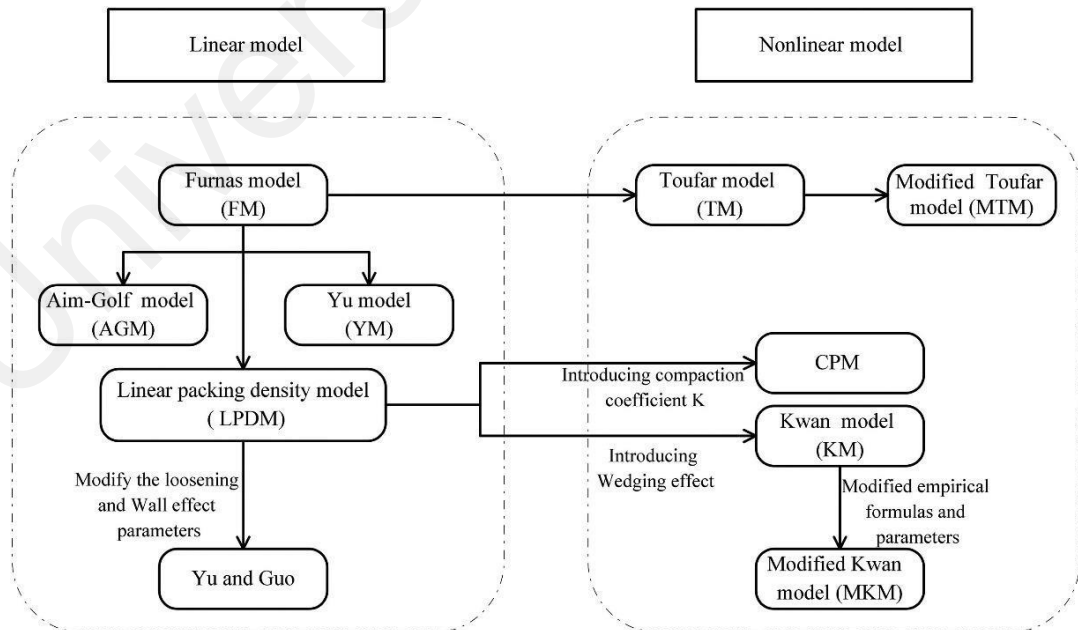 Linear model
Nonlinear model
Furnas model
(FM)
Toufar model
(TM)
Modified Toufar
model (MTM)
Aim-Golf model
(AGM)
Yu model
(YM)
Linear packing density model
( LPDM)
Introducing compaction
coefficient K
CPM
Kwan model
(KM)
Introducing
Wedging effect
Modify the loosening
and Wall effect
parameters
Modified empirical
formulas and
parameters
Yu and Guo
Modified Kwan
model (MKM)
Univers